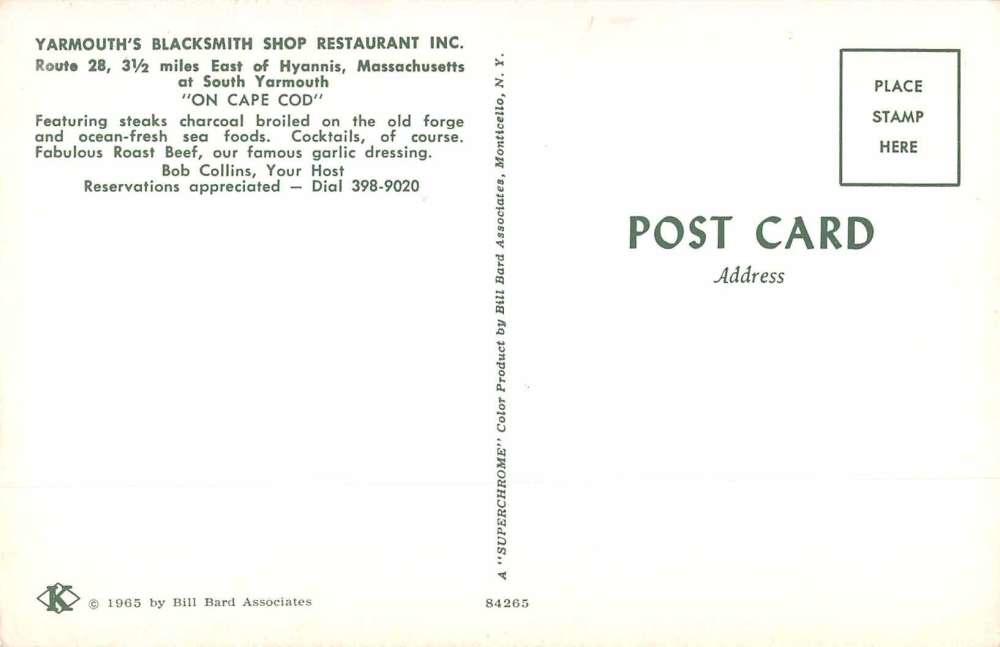 YARMOUTH'S BLACKSMITH SHOP RESTAURANT INC.
Route 28, 3½ miles East of Hyannis, Massachusetts
at South Yarmouth
"ON CAPE COD"
Featuring steaks charcoal broiled on the old forge
and ocean-fresh sea foods. Cocktails, of course.
Fabulous Roast Beef, our famous garlic dressing.
Bob Collins, Your Host
Reservations appreciated — Dial 398-9020
A "SUPERCHROME" Color Product by Bill Bard Associates, Monticello, N. Y.
PLACE
STAMP
HERE
POST CARD
Address
K © 1965 by Bill Bard Associates
84265